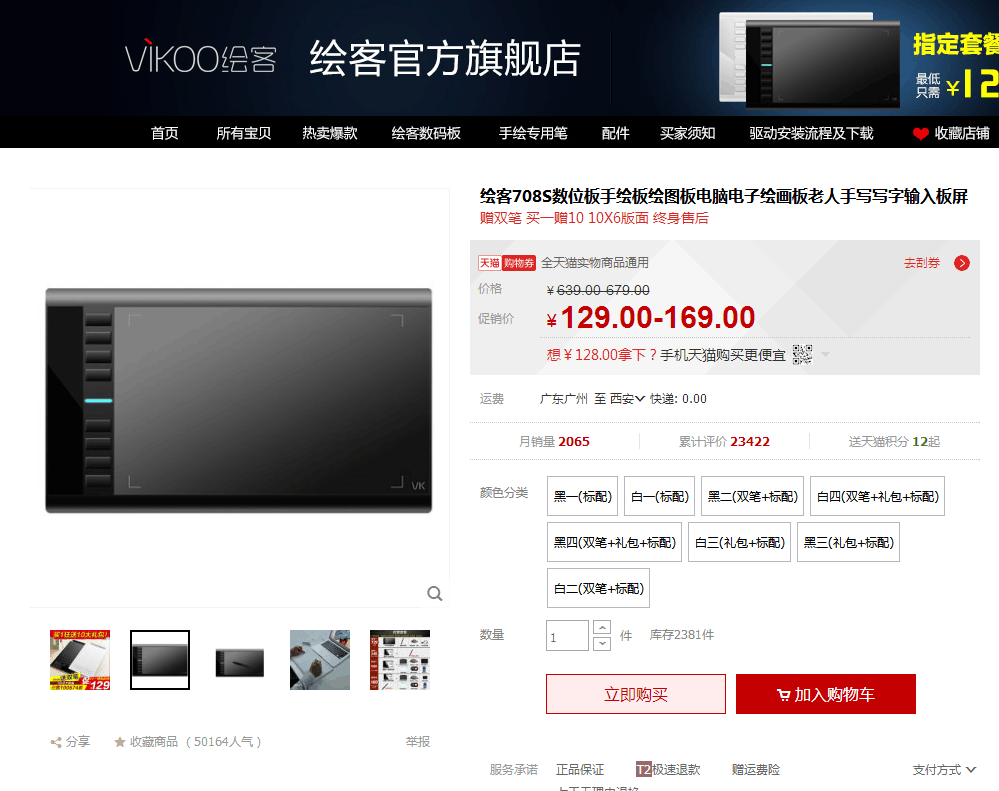 VIKOO绘客 绘客官方旗舰店
指定套餐
最低只需 ¥12
首页 所有宝贝 热卖爆款 绘客数码板 手绘专用笔 配件 买家须知 驱动安装流程及下载 收藏店铺
绘客708S数位板手绘板绘图板电脑电子绘画板老人手写写字输入板屏
赠双笔 买一赠10 10X6版面 终身售后
天猫 购物券 全天猫实物商品通用 去刮券
价格 ¥639.00-679.00
促销价 ¥129.00-169.00
想¥128.00拿下？手机天猫购买更便宜
运费 广东广州 至 西安 快递: 0.00
月销量 2065 累计评价 23422 送天猫积分 12起
颜色分类 黑一(标配) 白一(标配) 黑二(双笔+标配) 白四(双笔+礼包+标配)
黑四(双笔+礼包+标配) 白三(礼包+标配) 黑三(礼包+标配)
白二(双笔+标配)
VK
数量 1 件 库存2381件
买1狂送10大礼包!
送双笔
129
立即购买 加入购物车
分享 收藏商品 （50164人气） 举报
服务承诺 正品保证 T2极速退款 赠运费险 支付方式